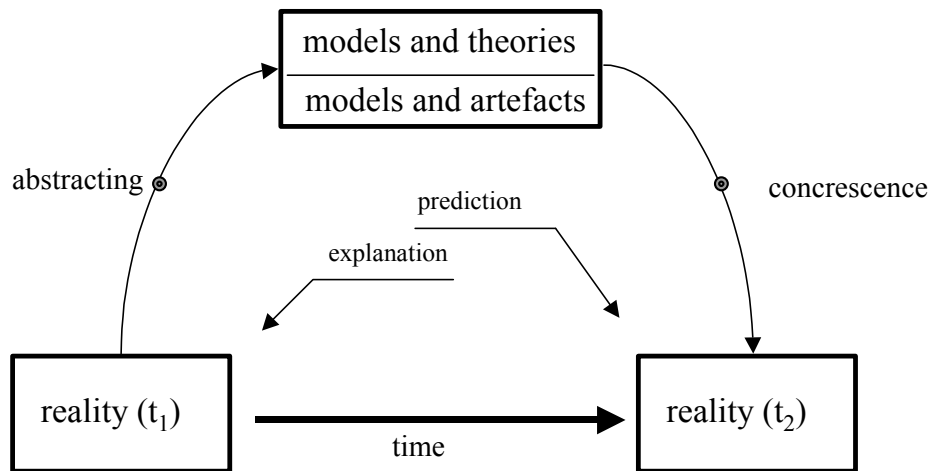 models and theories
models and artefacts
abstracting
concrescence
prediction
explanation
reality (t₁)
reality (t₂)
time